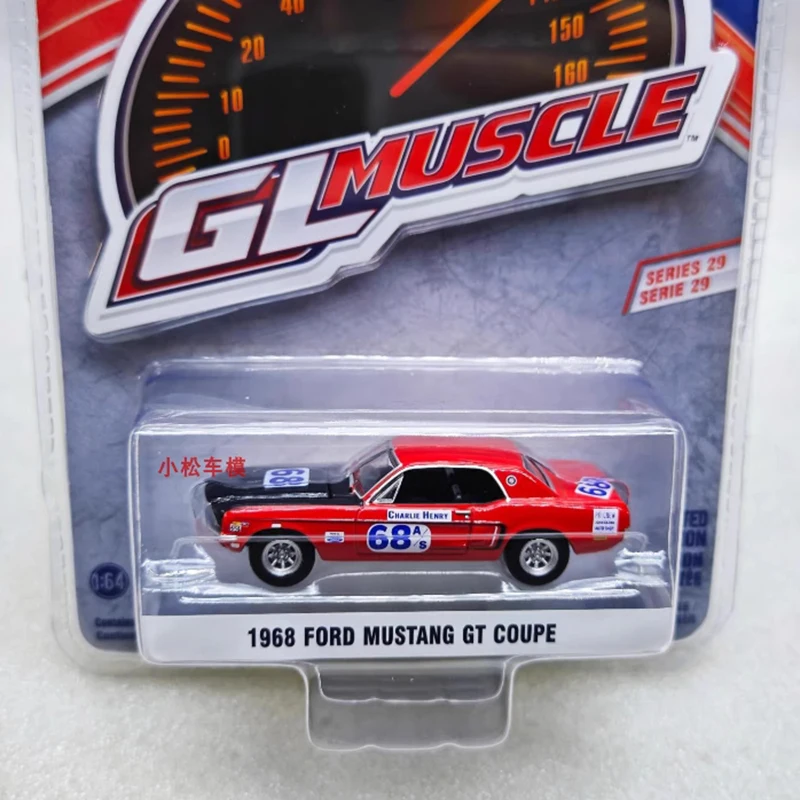 40
20
10
0
150
160
GL MUSCLE™
SERIES 29
SERIE 29
小松车模
68
68
CHARLIE HENRY
68 A/S
1:64
1968 FORD MUSTANG GT COUPE